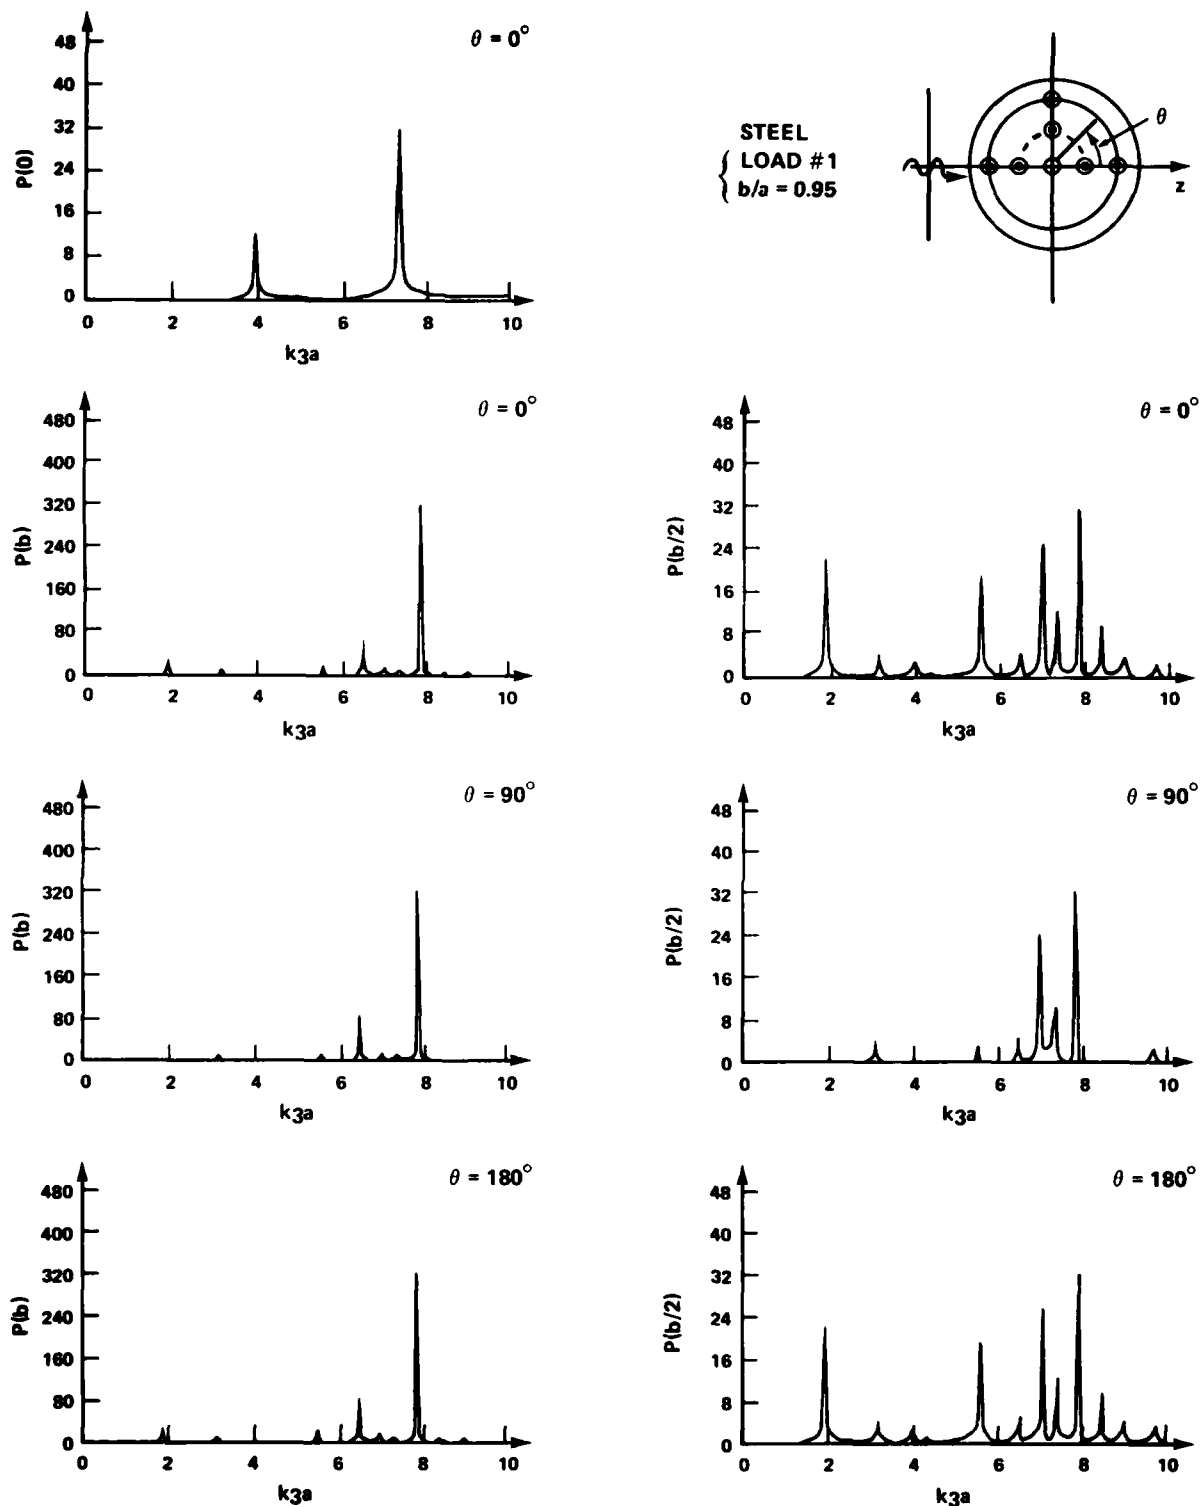 θ = 0°
48
40
32
24
16
8
0
P(0)
0 2 4 6 8 10
k3a
STEEL
LOAD #1
b/a = 0.95
θ
z
θ = 0°
480
400
320
240
160
80
0
P(b)
0 2 4 6 8 10
k3a
θ = 0°
48
40
32
24
16
8
0
P(b/2)
0 2 4 6 8 10
k3a
θ = 90°
480
400
320
240
160
80
0
P(b)
0 2 4 6 8 10
k3a
θ = 90°
48
40
32
24
16
8
0
P(b/2)
0 2 4 6 8 10
k3a
θ = 180°
480
400
320
240
160
80
0
P(b)
0 2 4 6 8 10
k3a
θ = 180°
48
40
32
24
16
8
0
P(b/2)
0 2 4 6 8 10
k3a